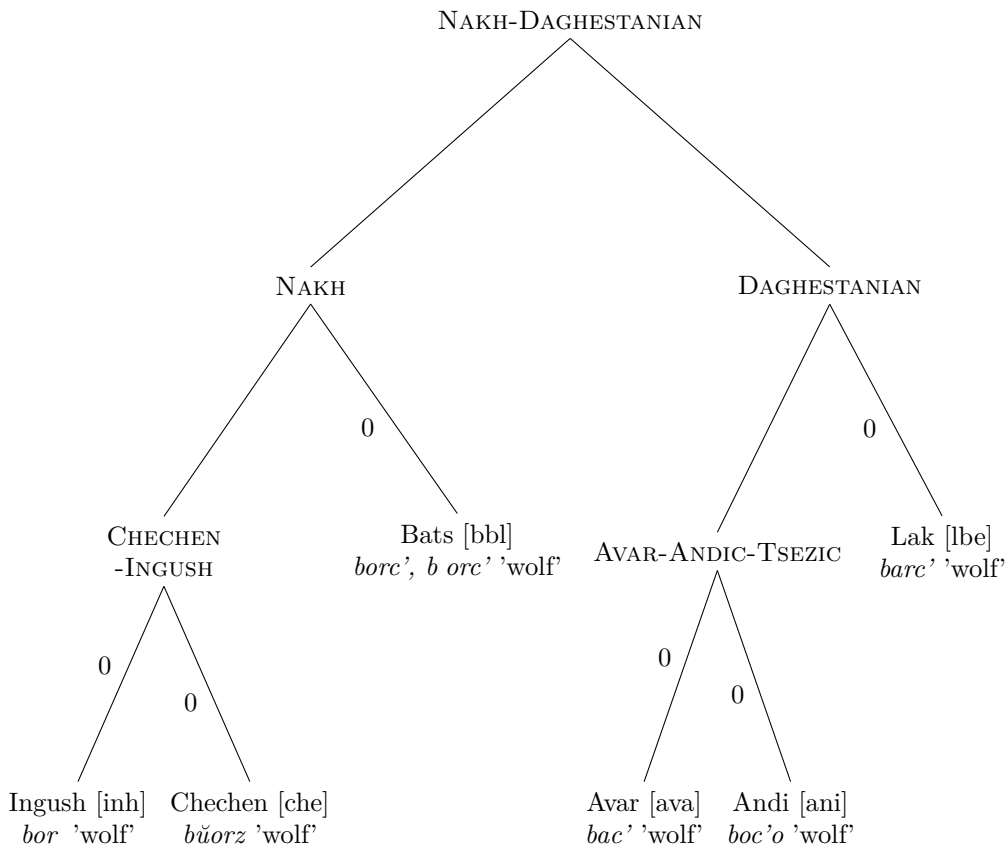 NAKH-DAGHESTANIAN
NAKH
DAGHESTANIAN
0
0
CHECHEN
-INGUSH
Bats [bbl]
borc', b orc' 'wolf'
AVAR-ANDIC-TSEZIC
Lak [lbe]
barc' 'wolf'
0
0
0
0
Ingush [inh]
bor 'wolf'
Chechen [che]
bŭorz 'wolf'
Avar [ava]
bac' 'wolf'
Andi [ani]
boc'o 'wolf'